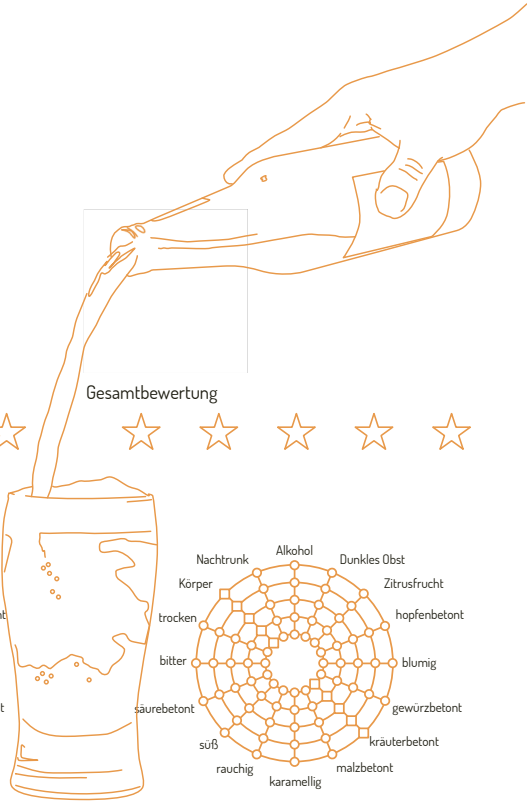 Gesamtbewertung
Alkohol
Nachtrunk
Dunkles Obst
Körper
Zitrusfrucht
trocken
hopfenbetont
bitter
blumig
säurebetont
gewürzbetont
süß
kräuterbetont
rauchig
malzbetont
karamellig